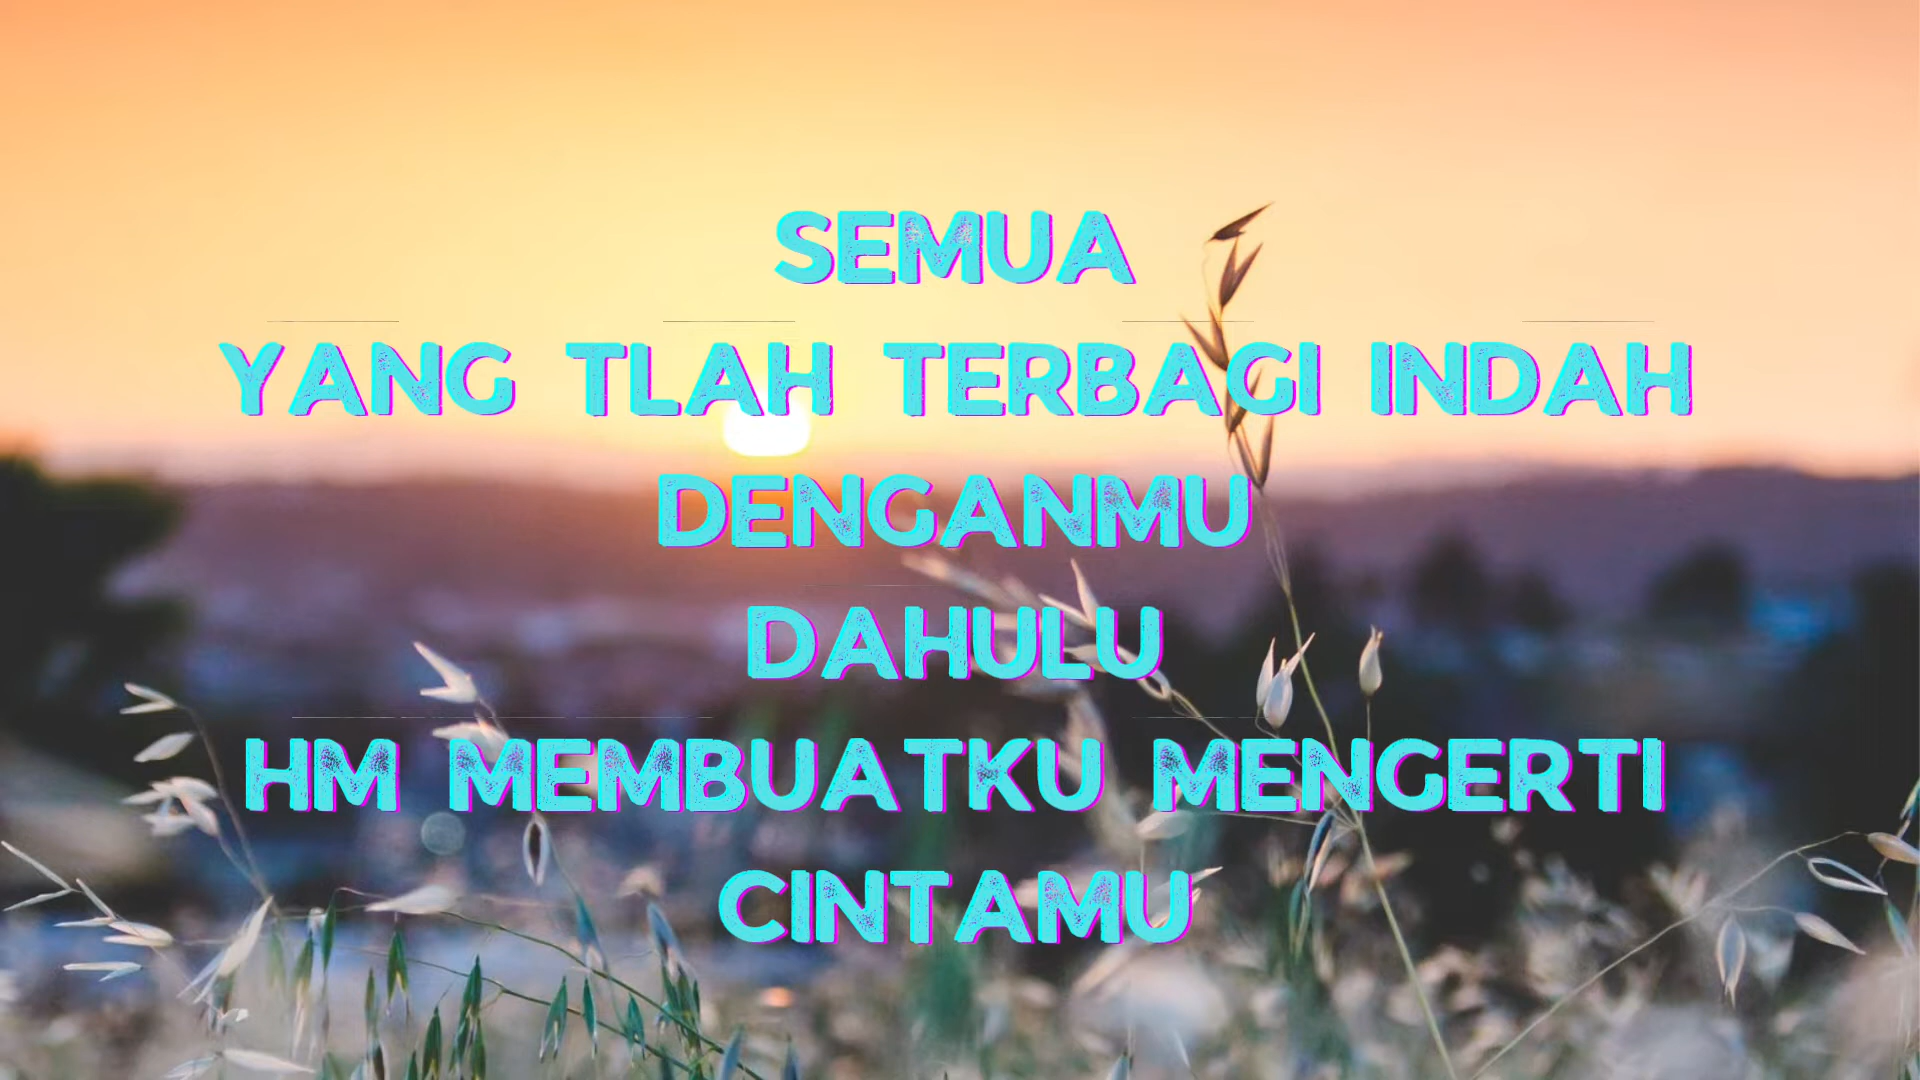 SEMUA
YANG TLAH TERBAGI INDAH
DENGANMU
DAHULU
HM MEMBUATKU MENGERTI
CINTAMU